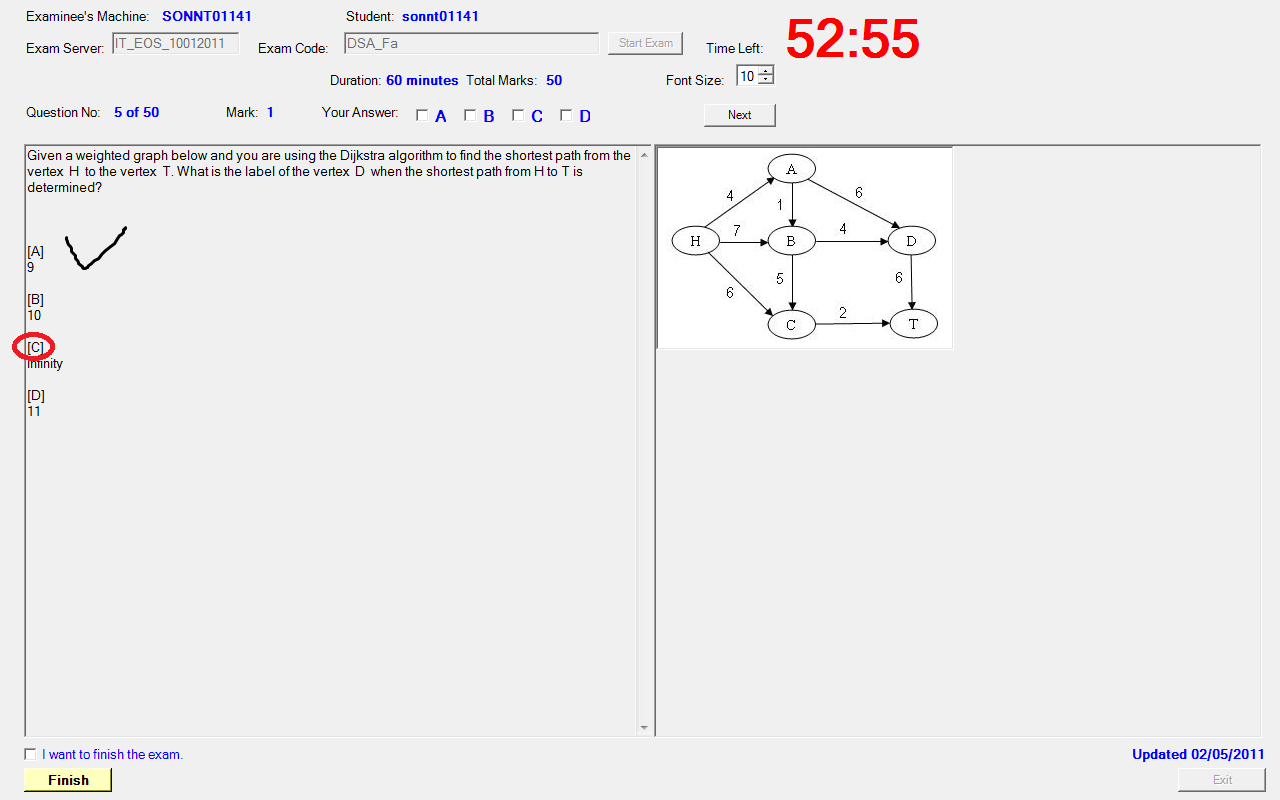 Examinee's Machine: SONNT01141 Student: sonnt01141
52:55
Exam Server: IT_EOS_10012011 Exam Code: DSA_Fa Start Exam Time Left:
Duration: 60 minutes Total Marks: 50 Font Size: 10
Question No: 5 of 50 Mark: 1 Your Answer: A B C D Next
Given a weighted graph below and you are using the Dijkstra algorithm to find the shortest path from the
vertex H to the vertex T. What is the label of the vertex D when the shortest path from H to T is
determined?
[A]
9
[B]
10
[C]
Infinity
[D]
11
A
4 6
1
7 4
H B D
5 6
6
2
C T
I want to finish the exam. Updated 02/05/2011
Finish Exit